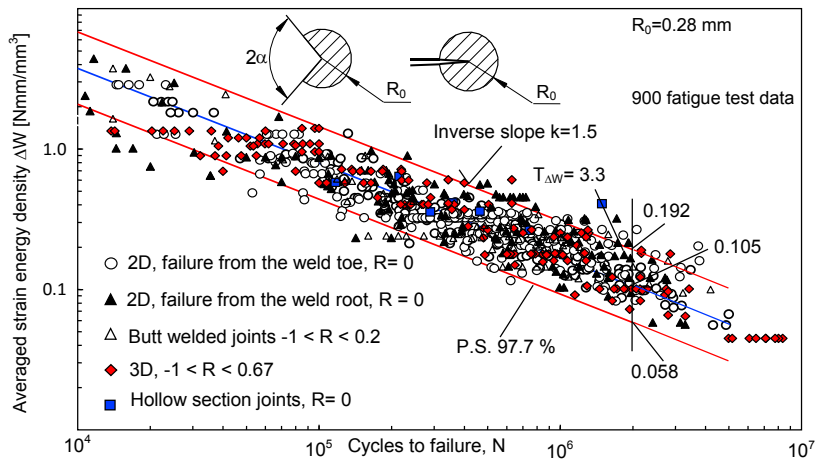 Averaged strain energy density ΔW [Nmm/mm³]
1.0
0.1
2α
R₀
R₀
R₀=0.28 mm
900 fatigue test data
Inverse slope k=1.5
T_ΔW = 3.3
0.192
0.105
0.058
P.S. 97.7 %
2D, failure from the weld toe, R= 0
2D, failure from the weld root, R = 0
Butt welded joints -1 < R < 0.2
3D, -1 < R < 0.67
Hollow section joints, R= 0
10⁴
10⁵
Cycles to failure, N
10⁶
10⁷